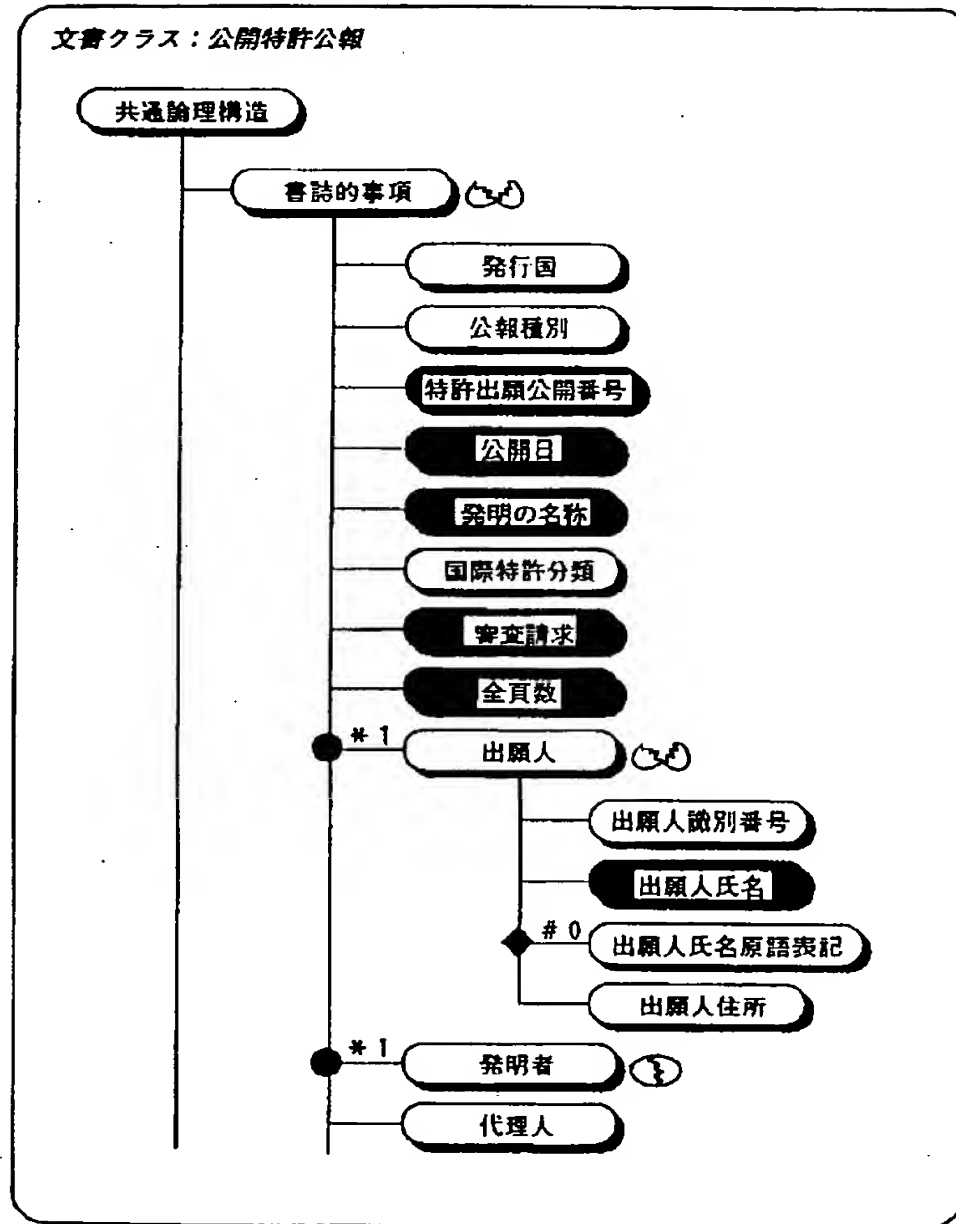 文書クラス：公開特許公報
共通論理構造
書誌的事項
発行国
公報種別
特許出願公開番号
公開日
発明の名称
国際特許分類
審査請求
全頁数
* 1
出願人
出願人識別番号
出願人氏名
# 0
出願人氏名原語表記
出願人住所
* 1
発明者
代理人